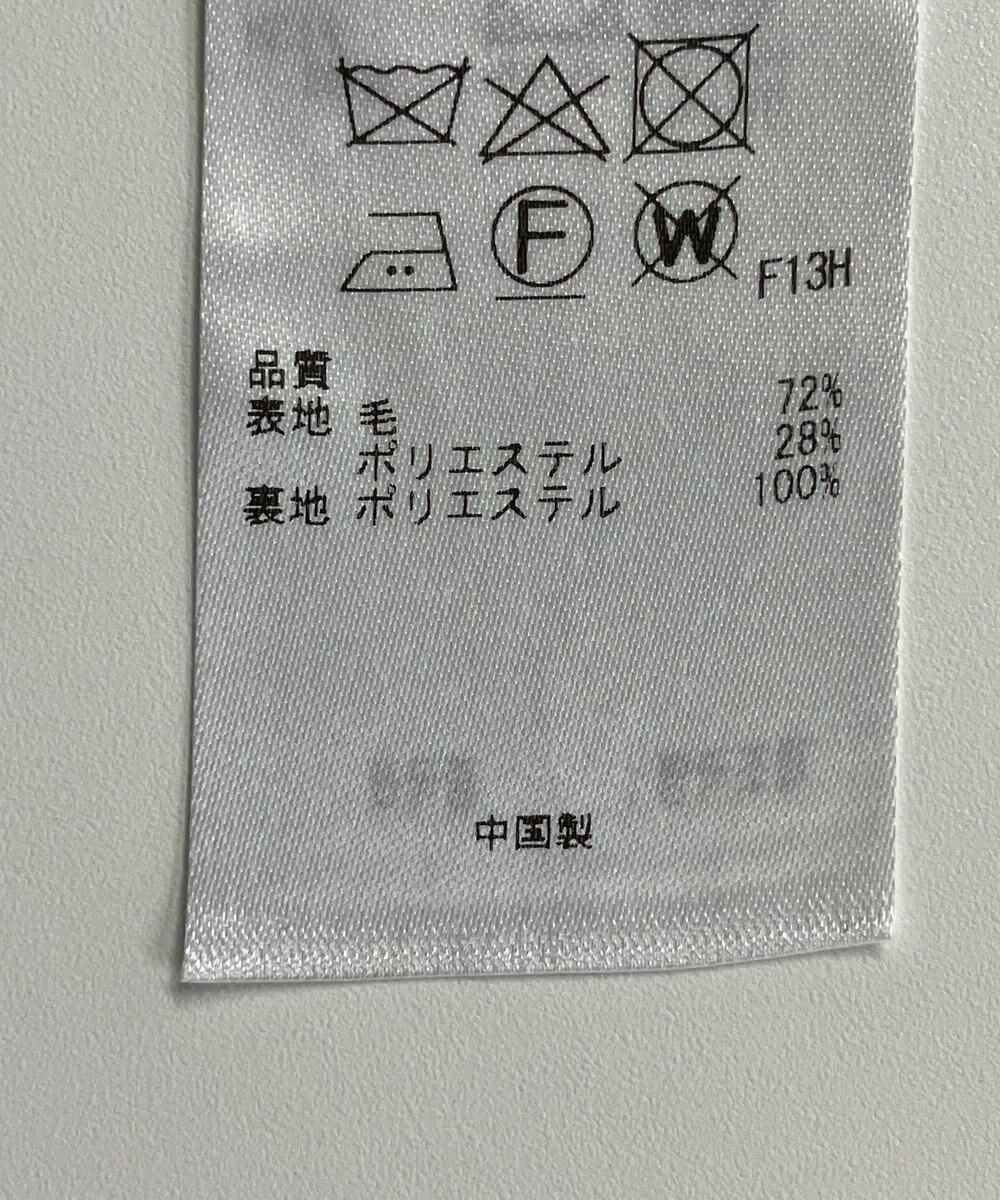 F W F13H
品質
表地 毛 72%
ポリエステル 28%
裏地 ポリエステル 100%
中国製